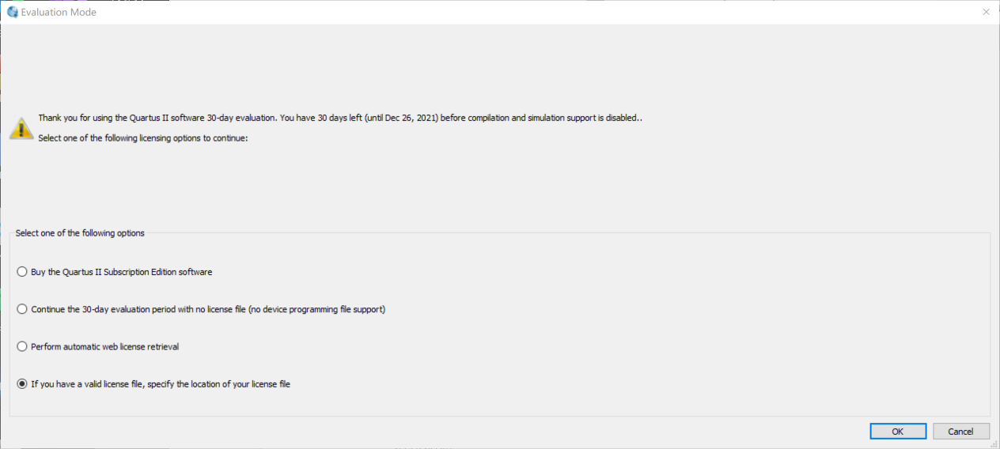 Evaluation Mode
Thank you for using the Quartus II software 30-day evaluation. You have 30 days left (until Dec 26, 2021) before compilation and simulation support is disabled..
Select one of the following licensing options to continue:
Select one of the following options
Buy the Quartus II Subscription Edition software
Continue the 30-day evaluation period with no license file (no device programming file support)
Perform automatic web license retrieval
If you have a valid license file, specify the location of your license file
OK
Cancel